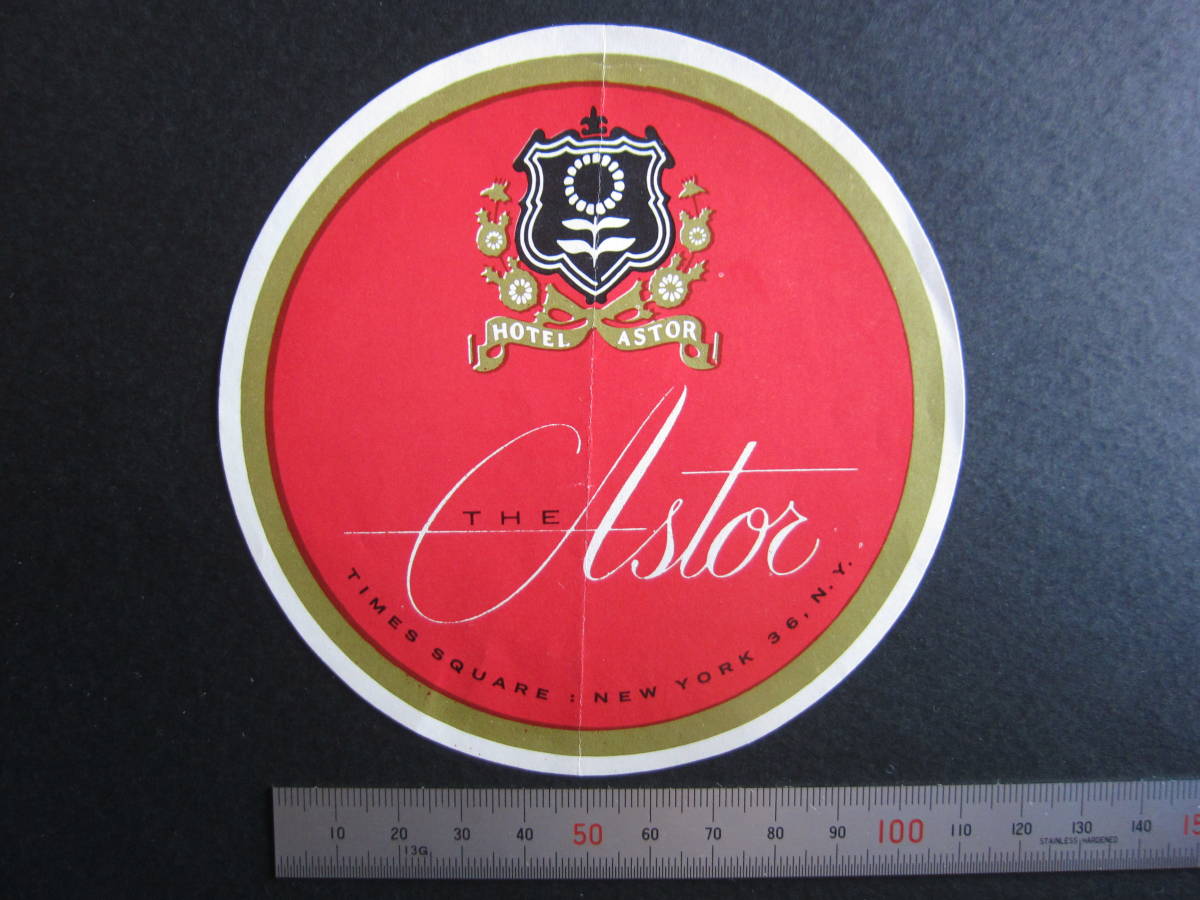 HOTEL ASTOR
THE Astor
TIMES SQUARE : NEW YORK 36, N.Y.
10 20 30 40 50 60 70 80 90 100 110 120 130 140 15
13G
STAINLESS HARDENED